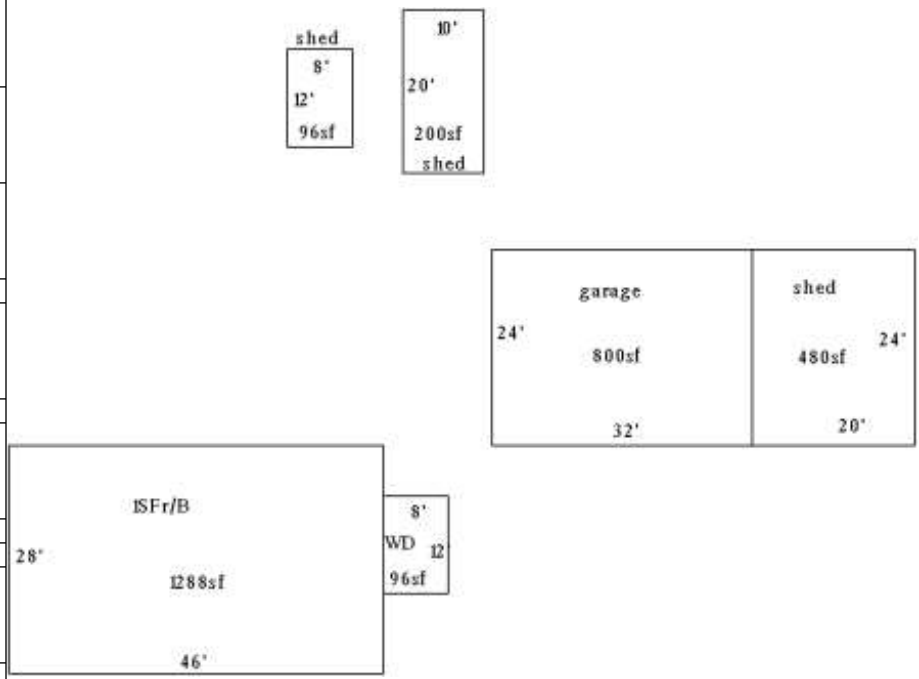 shed
8'
12'
96sf
10'
20'
200sf
shed
garage
24'
800sf
32'
shed
24'
480sf
20'
1SFr/B
28'
1288sf
46'
8'
WD 12'
96sf